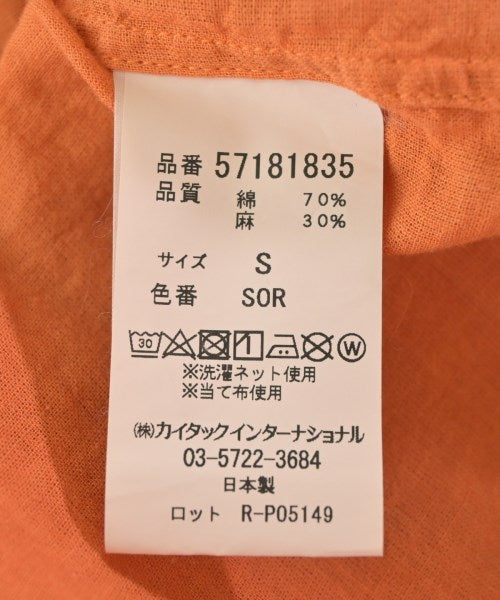 品番 57181835
品質 綿 70%
麻 30%
サイズ S
色番 SOR
30 W
※洗濯ネット使用
※当て布使用
㈱カイタックインターナショナル
03-5722-3684
日本製
ロット R-P05149